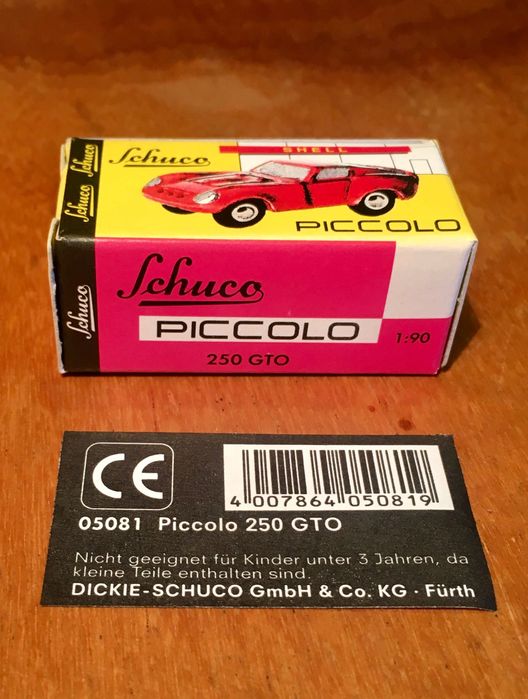 Schuco
SHELL
PICCOLO
Schuco
Schuco
Schuco
Schuco
Schuco
PICCOLO
1:90
250 GTO
CE
4 007864 050819
05081 Piccolo 250 GTO
Nicht geeignet für Kinder unter 3 Jahren, da
kleine Teile enthalten sind.
DICKIE-SCHUCO GmbH & Co. KG · Fürth